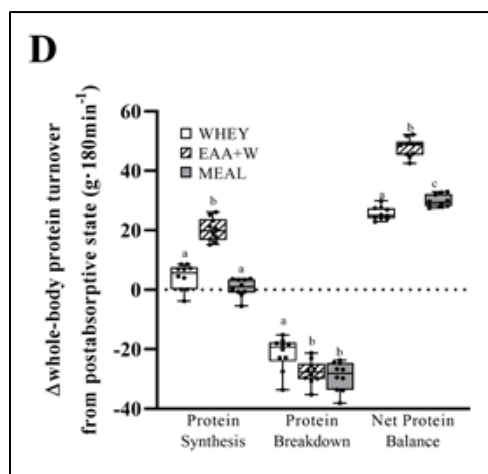 D
Δwhole-body protein turnover
from postabsorptive state (g·180min⁻¹)
60
40
20
0
-20
-40
WHEY
EAA+W
MEAL
a
b
a
a
b
b
a
b
c
Protein
Synthesis
Protein
Breakdown
Net Protein
Balance